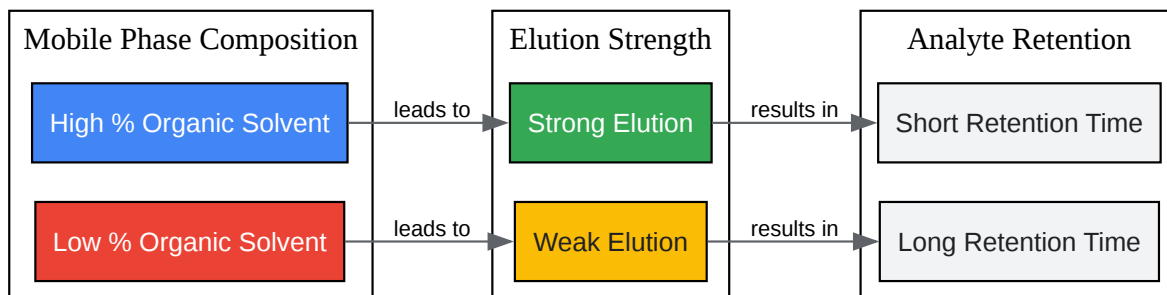 Mobile Phase Composition
Elution Strength
Analyte Retention
High % Organic Solvent
leads to
Strong Elution
results in
Short Retention Time
Low % Organic Solvent
leads to
Weak Elution
results in
Long Retention Time